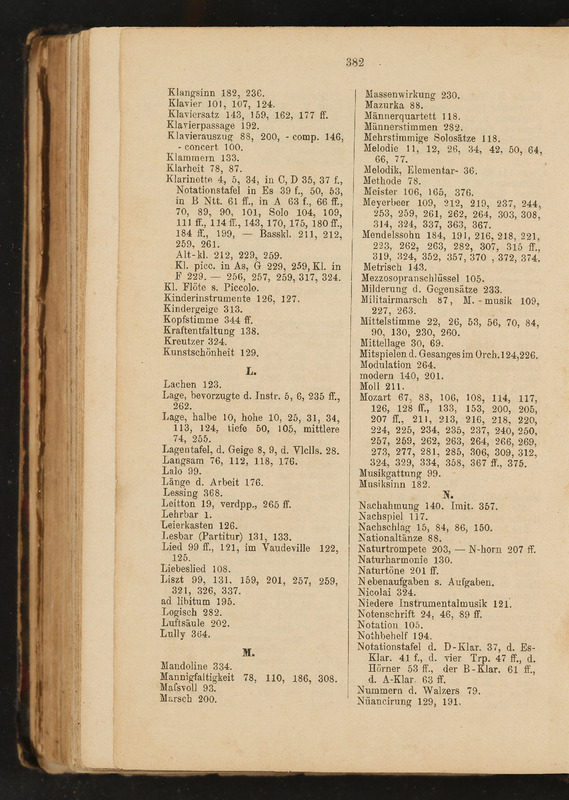 382
Klangsinn 182, 236.
Klavier 101, 107, 124.
Klaviersatz 143, 159, 162, 177 ff.
Klavierpassage 192.
Klavierauszug 88, 200, - comp. 146,
- concert 100.
Klammern 133.
Klarheit 78, 87.
Klarinette 4, 5, 34, in C, D 35, 37 f.,
Notationstafel in Es 39 f., 50, 53,
in B Ntt. 61 ff., in A 63 f., 66 ff.,
70, 89, 90, 101, Solo 104, 109,
111 ff., 114 ff., 143, 170, 175, 180 ff.,
184 ff., 199, — Basskl. 211, 212,
259, 261.
Alt-kl. 212, 229, 259.
Kl. picc. in As, G 229, 259, Kl. in
F 229. — 256, 257, 259, 317, 324.
Kl. Flöte s. Piccolo.
Kinderinstrumente 126, 127.
Kindergeige 313.
Kopfstimme 344 ff.
Kraftentfaltung 138.
Kreutzer 324.
Kunstschönheit 129.
L.
Lachen 123.
Lage, bevorzugte d. Instr. 5, 6, 235 ff.,
262.
Lage, halbe 10, hohe 10, 25, 31, 34,
113, 124, tiefe 50, 105, mittlere
74, 255.
Lagentafel, d. Geige 8, 9, d. Vlclls. 28.
Langsam 76, 112, 118, 176.
Lalo 99.
Länge d. Arbeit 176.
Lessing 368.
Leitton 19, verdpp., 265 ff.
Lehrbar 1.
Leierkasten 126.
Lesbar (Partitur) 131, 133.
Lied 99 ff., 121, im Vaudeville 122,
125.
Liebeslied 108.
Liszt 99, 131, 159, 201, 257, 259,
321, 326, 337.
ad libitum 195.
Logisch 282.
Luftsäule 202.
Lully 364.
M.
Mandoline 334.
Mannigfaltigkeit 78, 110, 186, 308.
Maſsvoll 93.
Marsch 200.
Massenwirkung 230.
Mazurka 88.
Männerquartett 118.
Männerstimmen 282.
Mehrstimmige Solosätze 118.
Melodie 11, 12, 26, 34, 42, 50, 64,
66, 77.
Melodik, Elementar- 36.
Methode 78.
Meister 106, 165, 376.
Meyerbeer 109, 212, 219, 237, 244,
253, 259, 261, 262, 264, 303, 308,
314, 324, 337, 363, 367.
Mendelssohn 184, 191, 216, 218, 221,
223, 262, 263, 282, 307, 315 ff.,
319, 324, 352, 357, 370 , 372, 374.
Metrisch 143.
Mezzosopranschlüssel 105.
Milderung d. Gegensätze 233.
Militairmarsch 87, M. - musik 109,
227, 263.
Mittelstimme 22, 26, 53, 56, 70, 84,
90, 130, 230, 260.
Mittellage 30, 69.
Mitspielen d. Gesanges im Orch. 124, 226.
Modulation 264.
modern 140, 201.
Moll 211.
Mozart 67, 88, 106, 108, 114, 117,
126, 128 ff., 133, 153, 200, 205,
207 ff., 211, 213, 216, 218, 220,
224, 225, 234, 235, 237, 240, 250,
257, 259, 262, 263, 264, 266, 269,
273, 277, 281, 285, 306, 309, 312,
324, 329, 334, 358, 367 ff., 375.
Musikgattung 99.
Musiksinn 182.
N.
Nachahmung 140. Imit. 357.
Nachspiel 117.
Nachschlag 15, 84, 86, 150.
Nationaltänze 88.
Naturtrompete 203, — N-horn 207 ff.
Naturharmonie 130.
Naturtöne 201 ff.
Nebenaufgaben s. Aufgaben.
Nicolai 324.
Niedere Instrumentalmusik 121.
Notenschrift 24, 46, 89 ff.
Notation 105.
Nothbehelf 194.
Notationstafel d. D-Klar. 37, d. Es-
Klar. 41 f., d. vier Trp. 47 ff., d.
Hörner 53 ff., der B-Klar. 61 ff.,
d. A-Klar. 63 ff.
Nummern d. Walzers 79.
Nüancirung 129, 191.